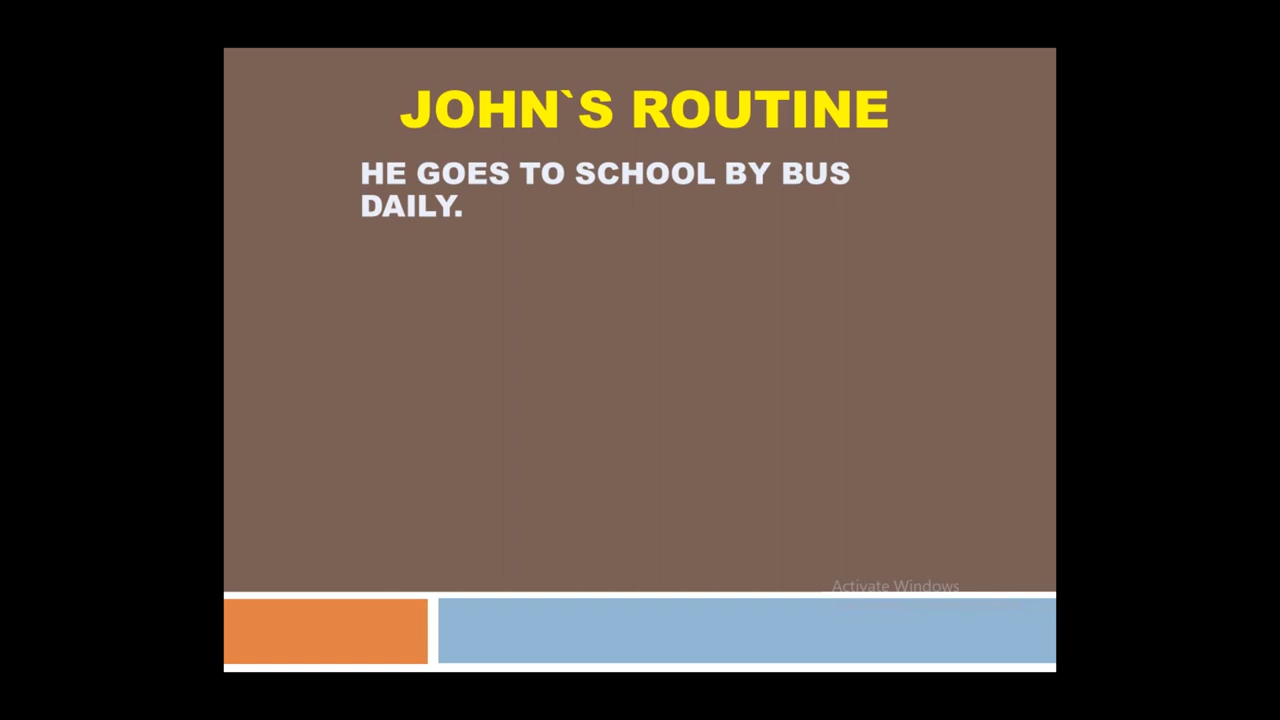 JOHN`S ROUTINE
HE GOES TO SCHOOL BY BUS
DAILY.
Activate Windows